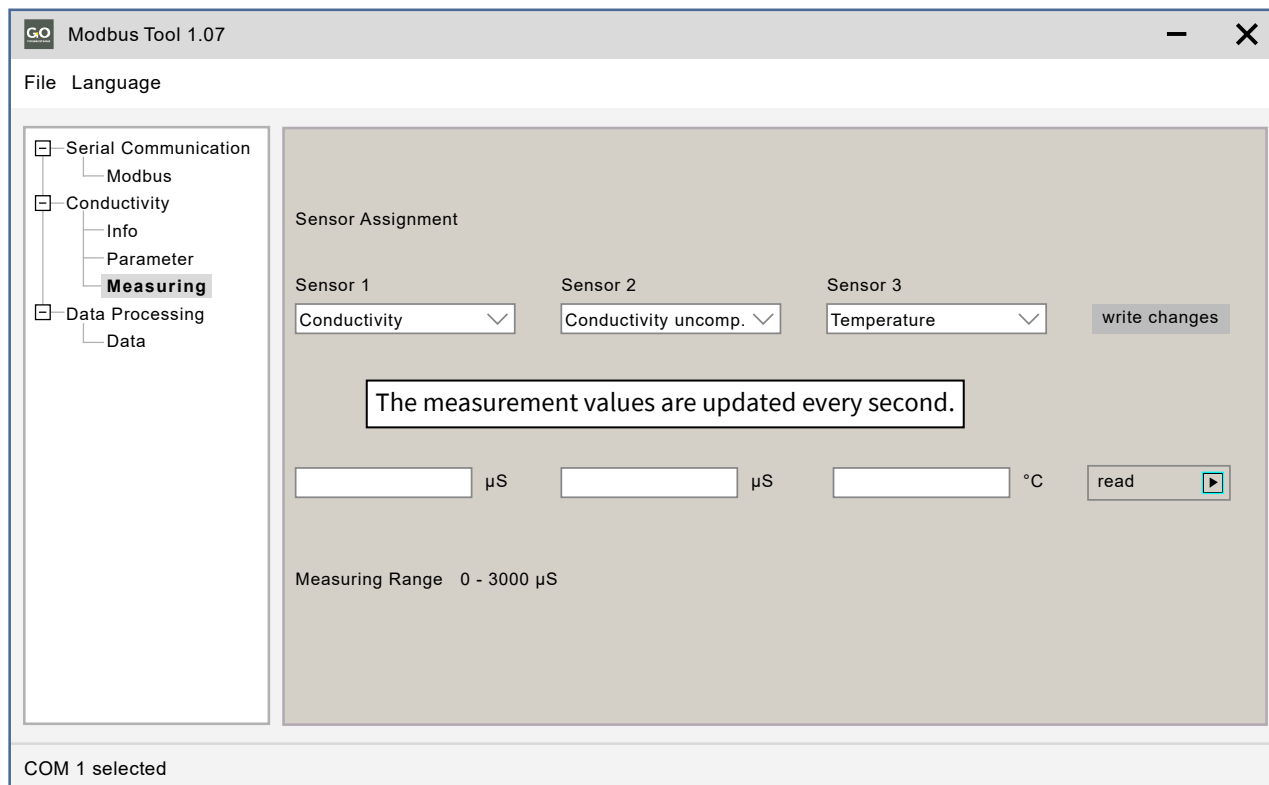 GO
Modbus Tool 1.07
File Language
Serial Communication
Modbus
Conductivity
Info
Parameter
Measuring
Data Processing
Data
Sensor Assignment
Sensor 1 Sensor 2 Sensor 3
Conductivity Conductivity uncomp. Temperature write changes
The measurement values are updated every second.
µS µS °C read
Measuring Range 0 - 3000 µS
COM 1 selected